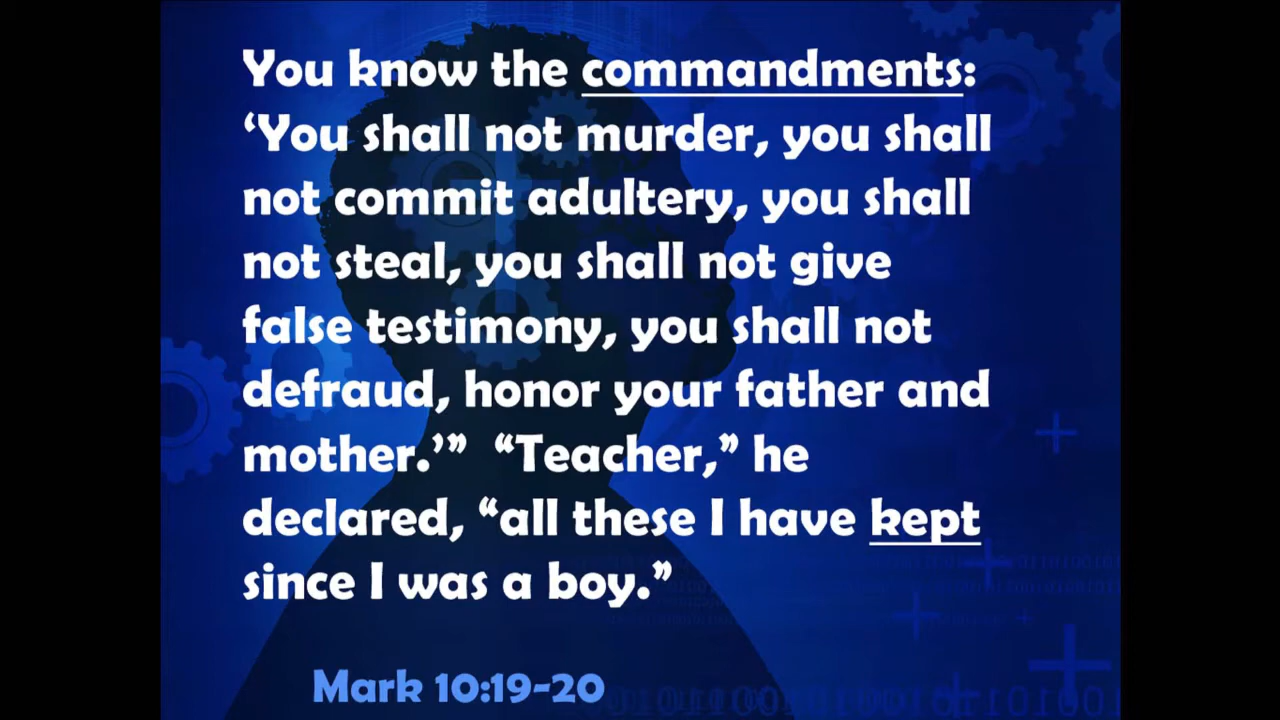 You know the commandments:
‘You shall not murder, you shall
not commit adultery, you shall
not steal, you shall not give
false testimony, you shall not
defraud, honor your father and
mother.’” “Teacher,” he
declared, “all these I have kept
since I was a boy.”
Mark 10:19-20